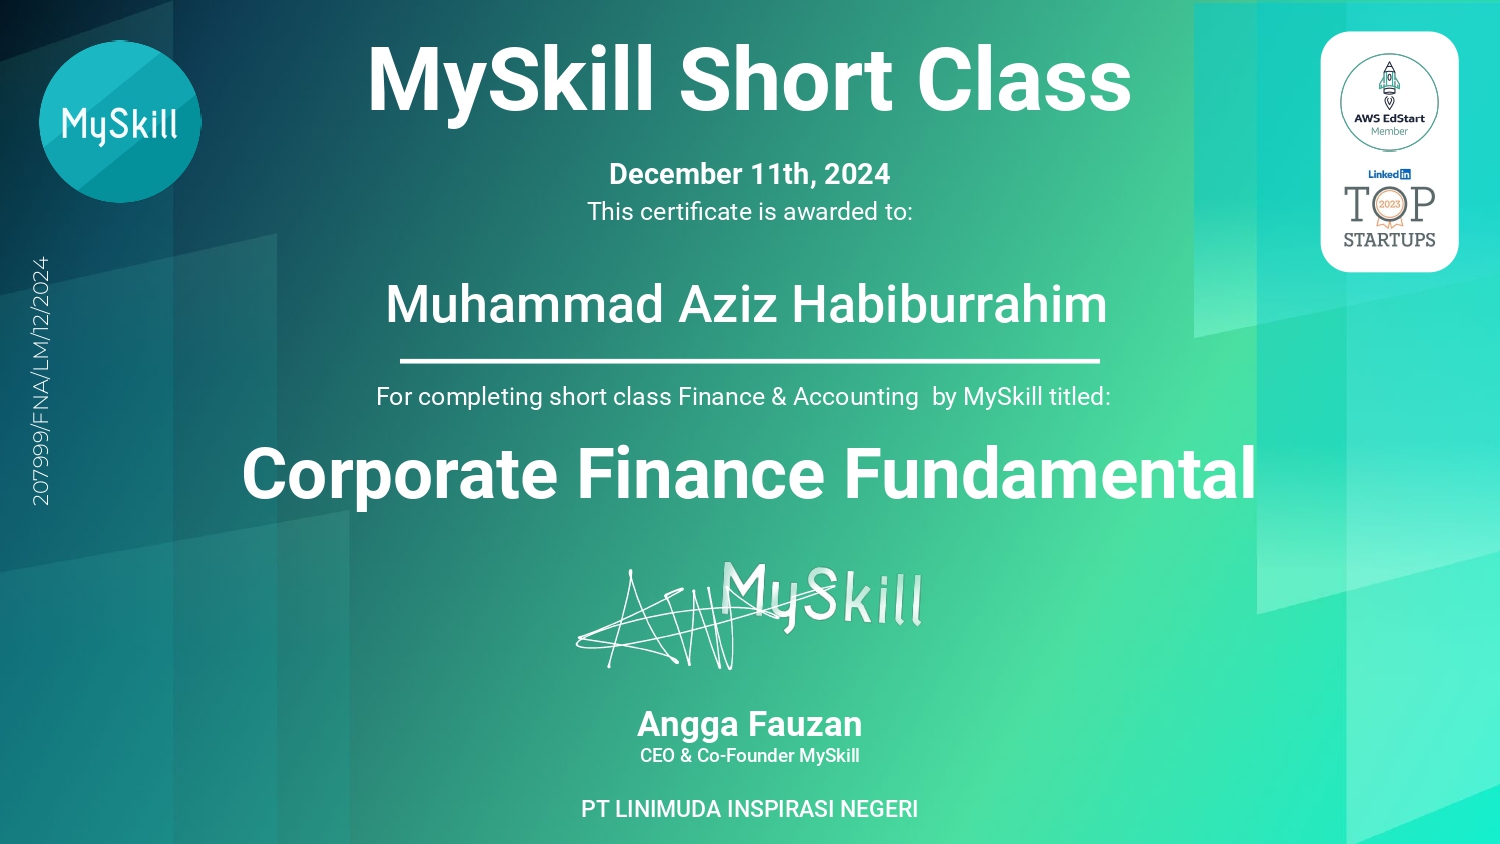 MySkill
MySkill Short Class
AWS EdStart
Member
Linked in
TOP
2023
STARTUPS
December 11th, 2024
This certificate is awarded to:
Muhammad Aziz Habiburrahim
For completing short class Finance & Accounting  by MySkill titled:
Corporate Finance Fundamental
207999/FNA/LM/12/2024
MySkill
Angga Fauzan
CEO & Co-Founder MySkill
PT LINIMUDA INSPIRASI NEGERI